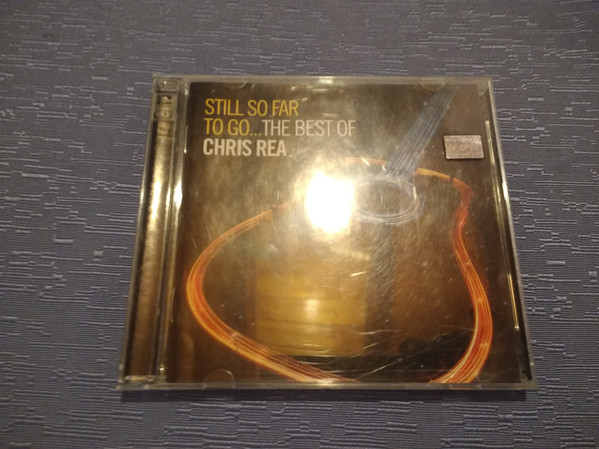 STILL SO FAR
TO GO...THE BEST OF
CHRIS REA